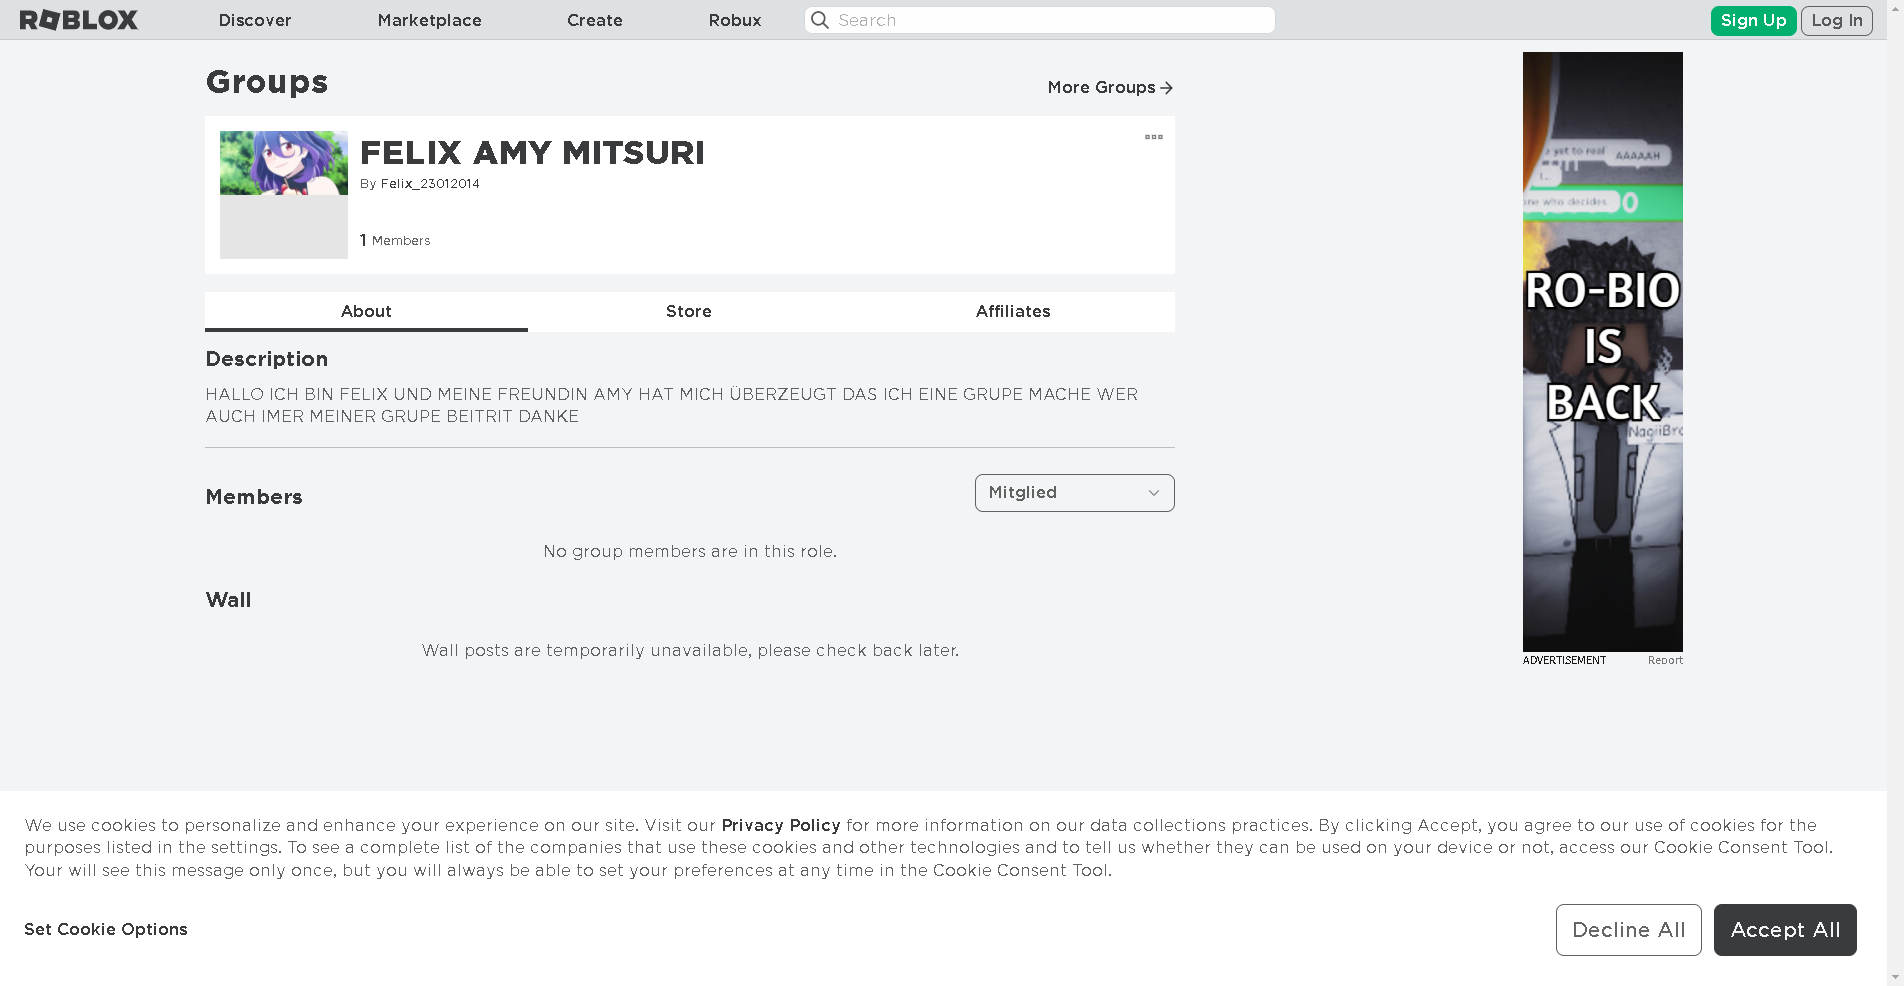 ROBLOX Discover Marketplace Create Robux Search Sign Up Log In
Groups
More Groups
FELIX AMY MITSURI
By Felix_23012014
1 Members
About Store Affiliates
Description
HALLO ICH BIN FELIX UND MEINE FREUNDIN AMY HAT MICH ÜBERZEUGT DAS ICH EINE GRUPE MACHE WER
AUCH IMER MEINER GRUPE BEITRIT DANKE
Members
Mitglied
No group members are in this role.
Wall
Wall posts are temporarily unavailable, please check back later.
yet to real
AAAAAH
one who decides..
0
RO-BIO
IS
BACK
ADVERTISEMENT Report
We use cookies to personalize and enhance your experience on our site. Visit our Privacy Policy for more information on our data collections practices. By clicking Accept, you agree to our use of cookies for the
purposes listed in the settings. To see a complete list of the companies that use these cookies and other technologies and to tell us whether they can be used on your device or not, access our Cookie Consent Tool.
Your will see this message only once, but you will always be able to set your preferences at any time in the Cookie Consent Tool.
Set Cookie Options
Decline All Accept All